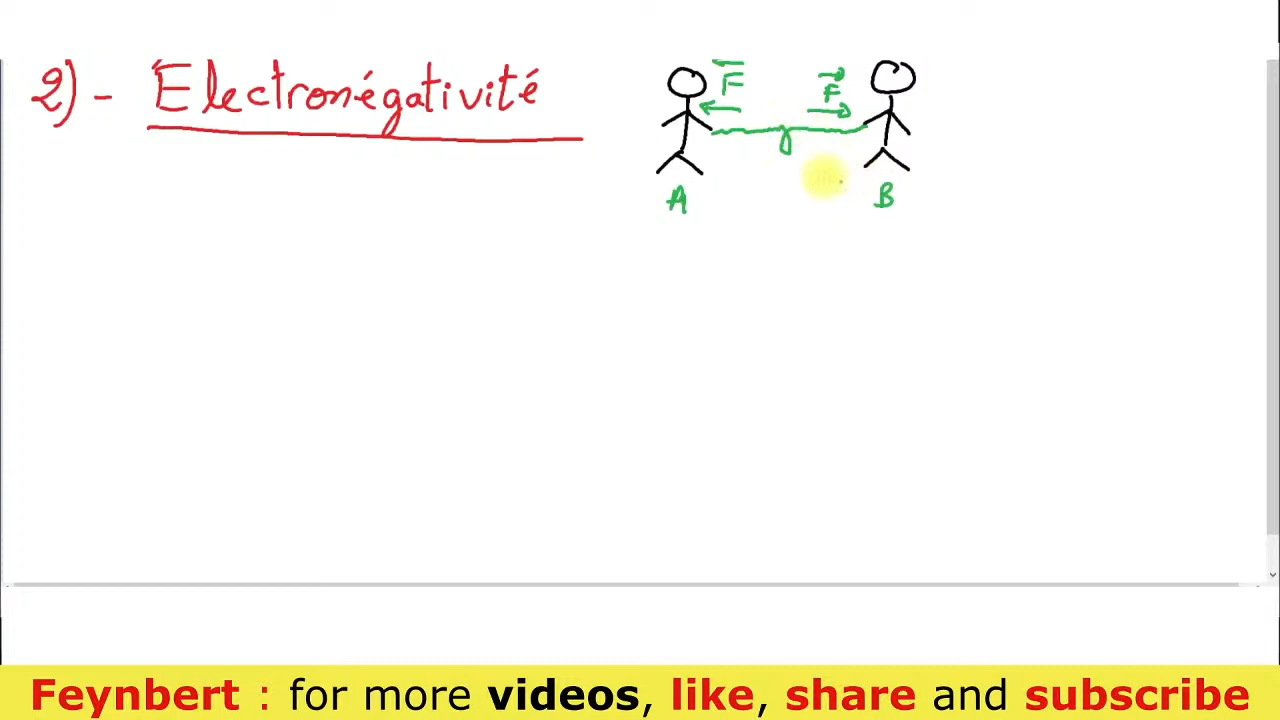 2) - Electronégativité
F F
A B
Feynbert : for more videos, like, share and subscribe